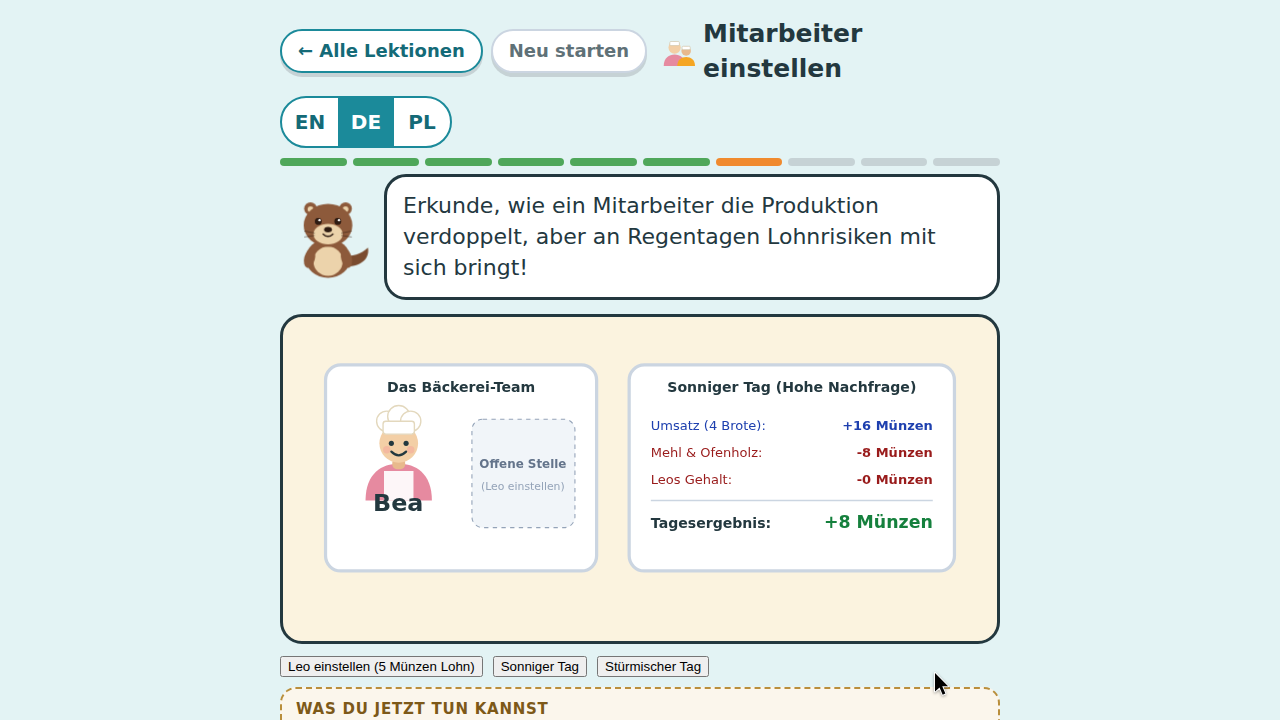 ← Alle Lektionen
Neu starten
Mitarbeiter
einstellen
EN DE PL
Erkunde, wie ein Mitarbeiter die Produktion
verdoppelt, aber an Regentagen Lohnrisiken mit
sich bringt!
Das Bäckerei-Team
Bea
Offene Stelle
(Leo einstellen)
Sonniger Tag (Hohe Nachfrage)
Umsatz (4 Brote): +16 Münzen
Mehl & Ofenholz: -8 Münzen
Leos Gehalt: -0 Münzen
Tagesergebnis: +8 Münzen
Leo einstellen (5 Münzen Lohn)
Sonniger Tag
Stürmischer Tag
WAS DU JETZT TUN KANNST